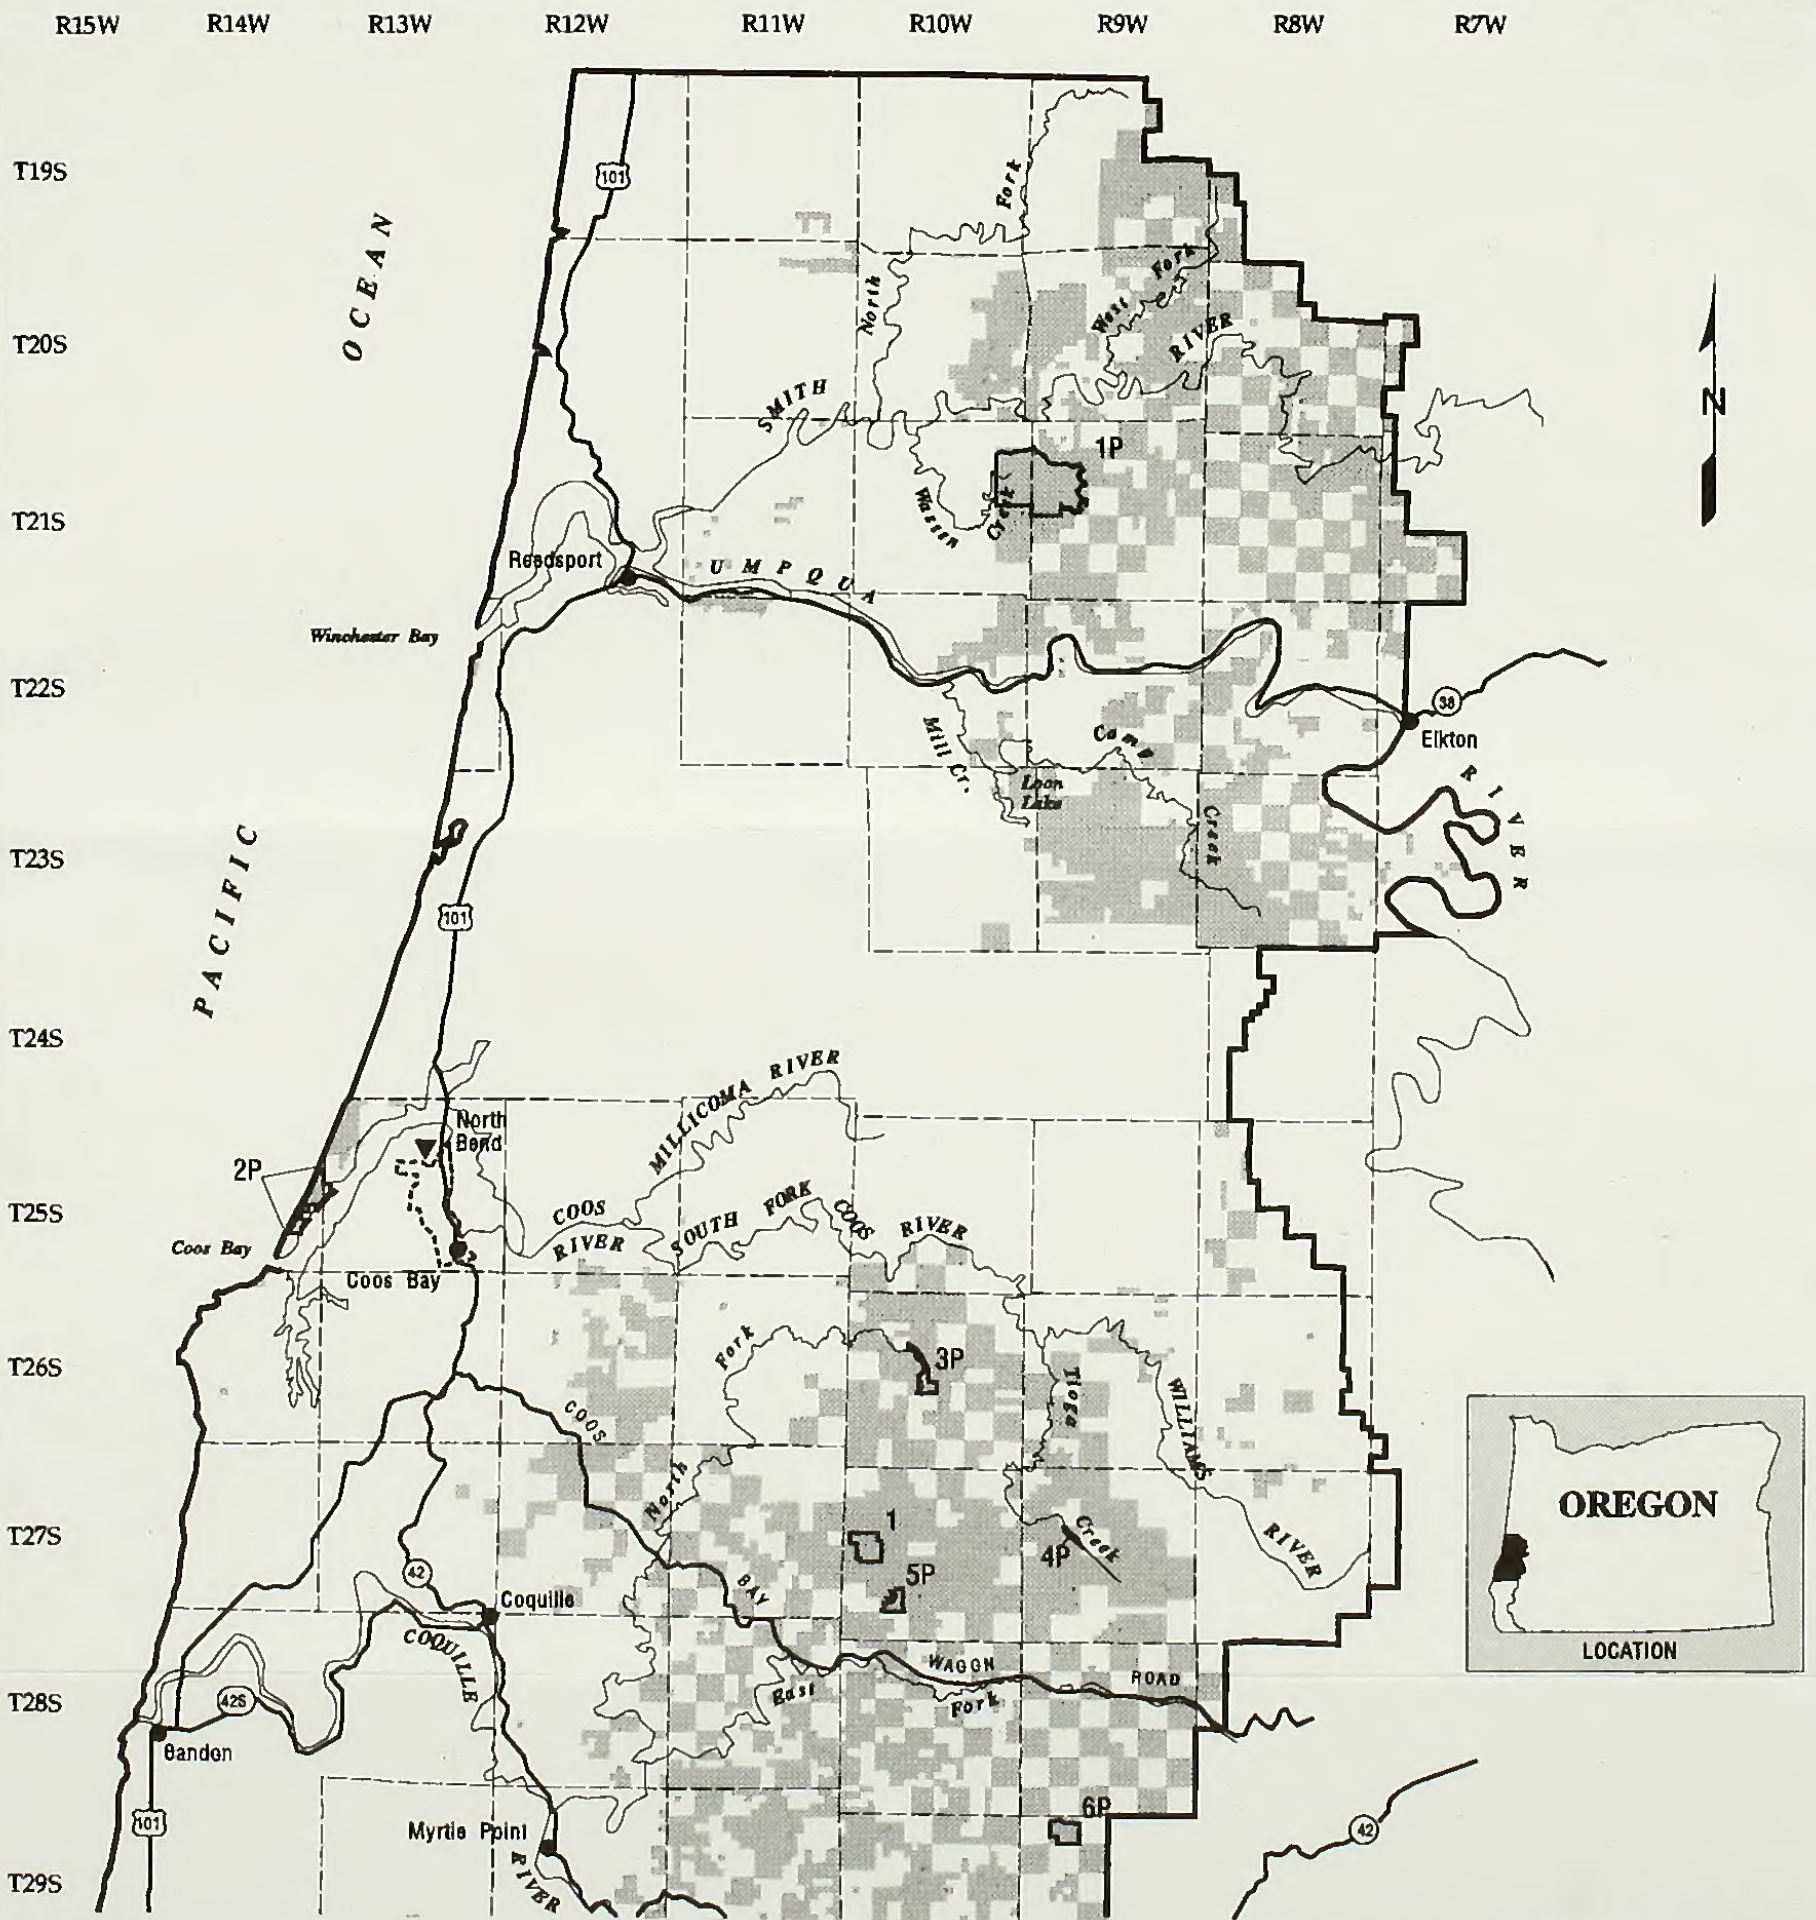 R15W R14W R13W R12W R11W R10W R9W R8W R7W
T19S
101
Fork
OCEAN
North
West Fork
T20S
RIVER
SMITH
N
1P
Wassen
Creek
T21S
Reedsport
UMPQUA
Winchester Bay
T22S
38
Elkton
Mill Cr.
Camp
Loon
Lake
Creek
RIVER
T23S
PACIFIC
101
T24S
MILLICOMA RIVER
North
Bend
2P
T25S
COOS
RIVER
SOUTH FORK
COOS RIVER
Coos Bay
Coos Bay
Fork
3P
T26S
Tioga
WILLIAMS
COOS
North
OREGON
T27S
1
Creek
RIVER
4P
42
5P
BAY
Coquille
COQUILLE
LOCATION
WAGON
ROAD
T28S
42S
East
Fork
Bandon
6P
101
Myrtle Point
42
T29S
RIVER